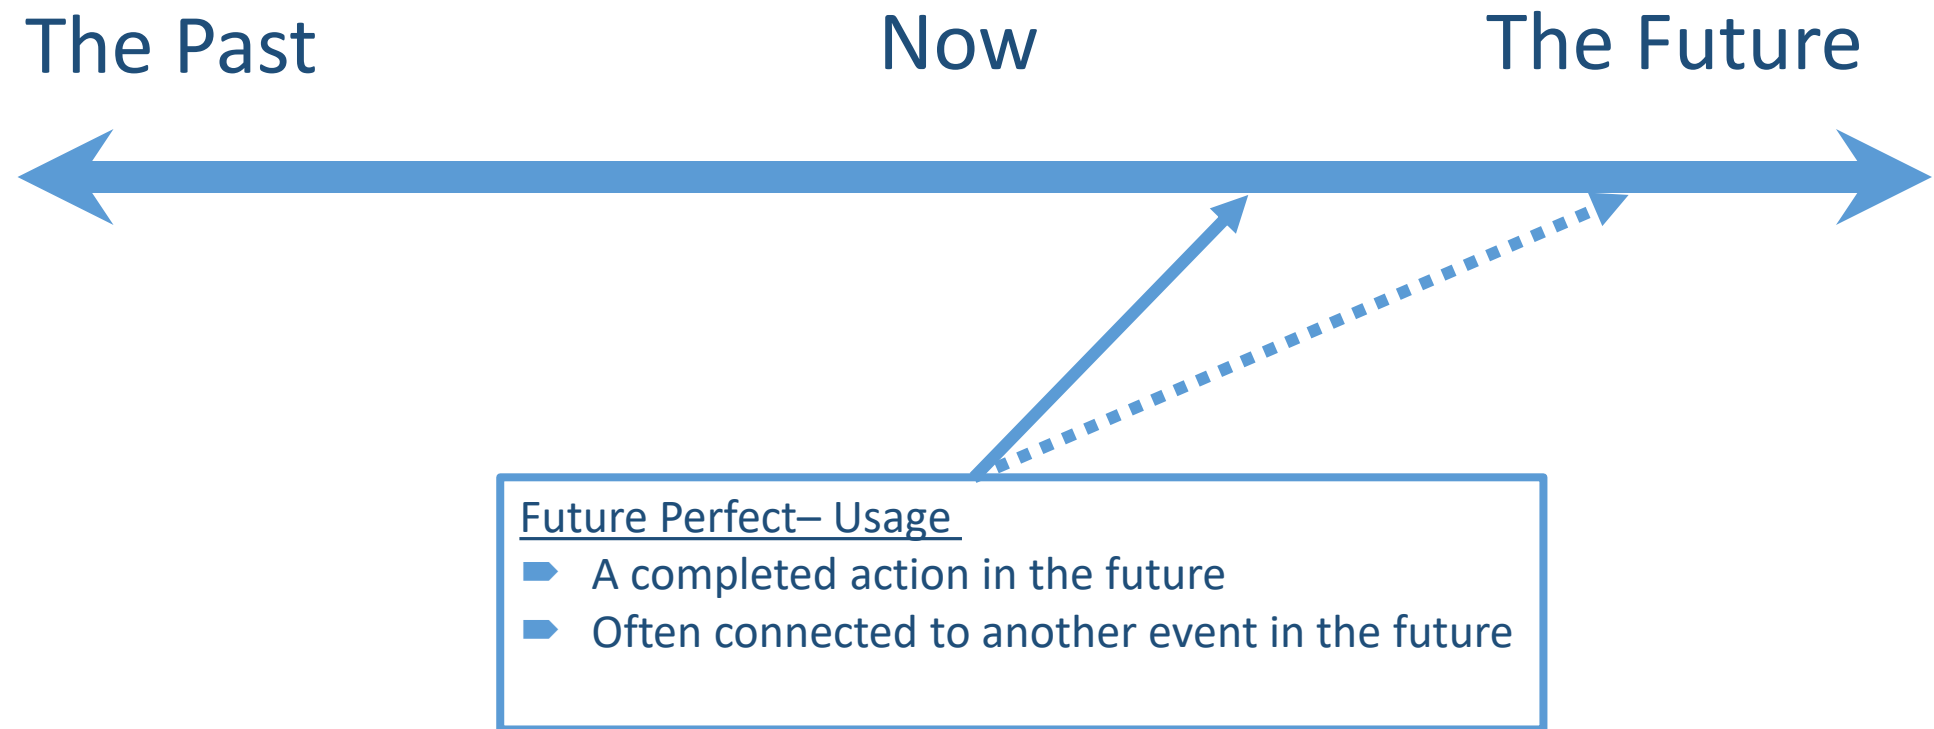 The Past Now The Future
Future Perfect– Usage
A completed action in the future
Often connected to another event in the future